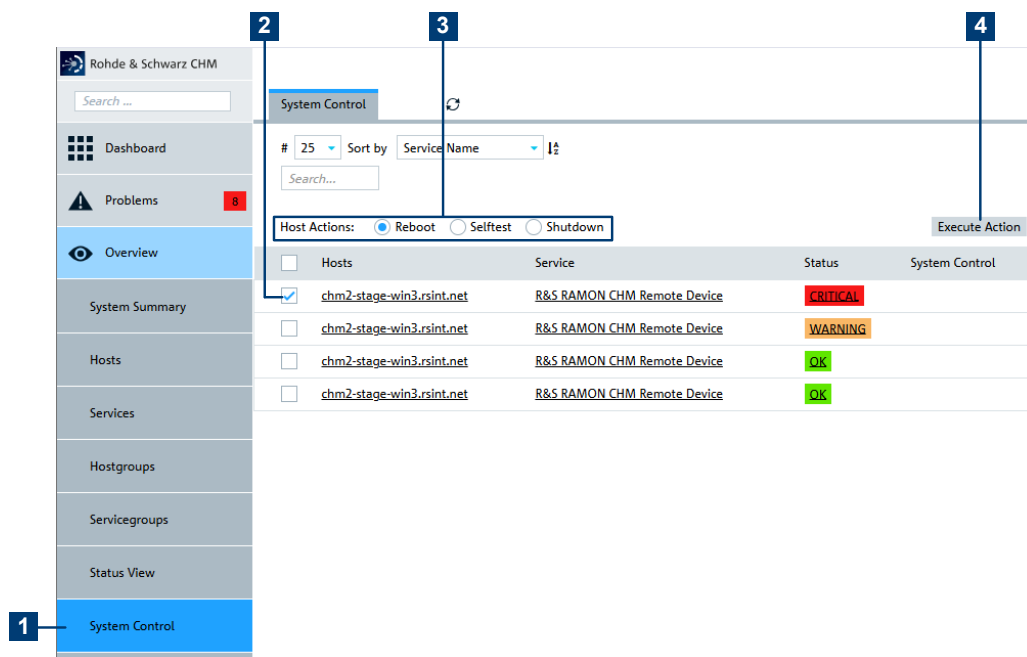 2 3 4
Rohde & Schwarz CHM
Search ...
Dashboard
Problems 8
Overview
System Summary
Hosts
Services
Hostgroups
Servicegroups
Status View
1 System Control
System Control
# 25 Sort by Service Name
Search...
Host Actions: Reboot Selftest Shutdown Execute Action
Hosts Service Status System Control
chm2-stage-win3.rsint.net R&S RAMON CHM Remote Device CRITICAL
chm2-stage-win3.rsint.net R&S RAMON CHM Remote Device WARNING
chm2-stage-win3.rsint.net R&S RAMON CHM Remote Device OK
chm2-stage-win3.rsint.net R&S RAMON CHM Remote Device OK